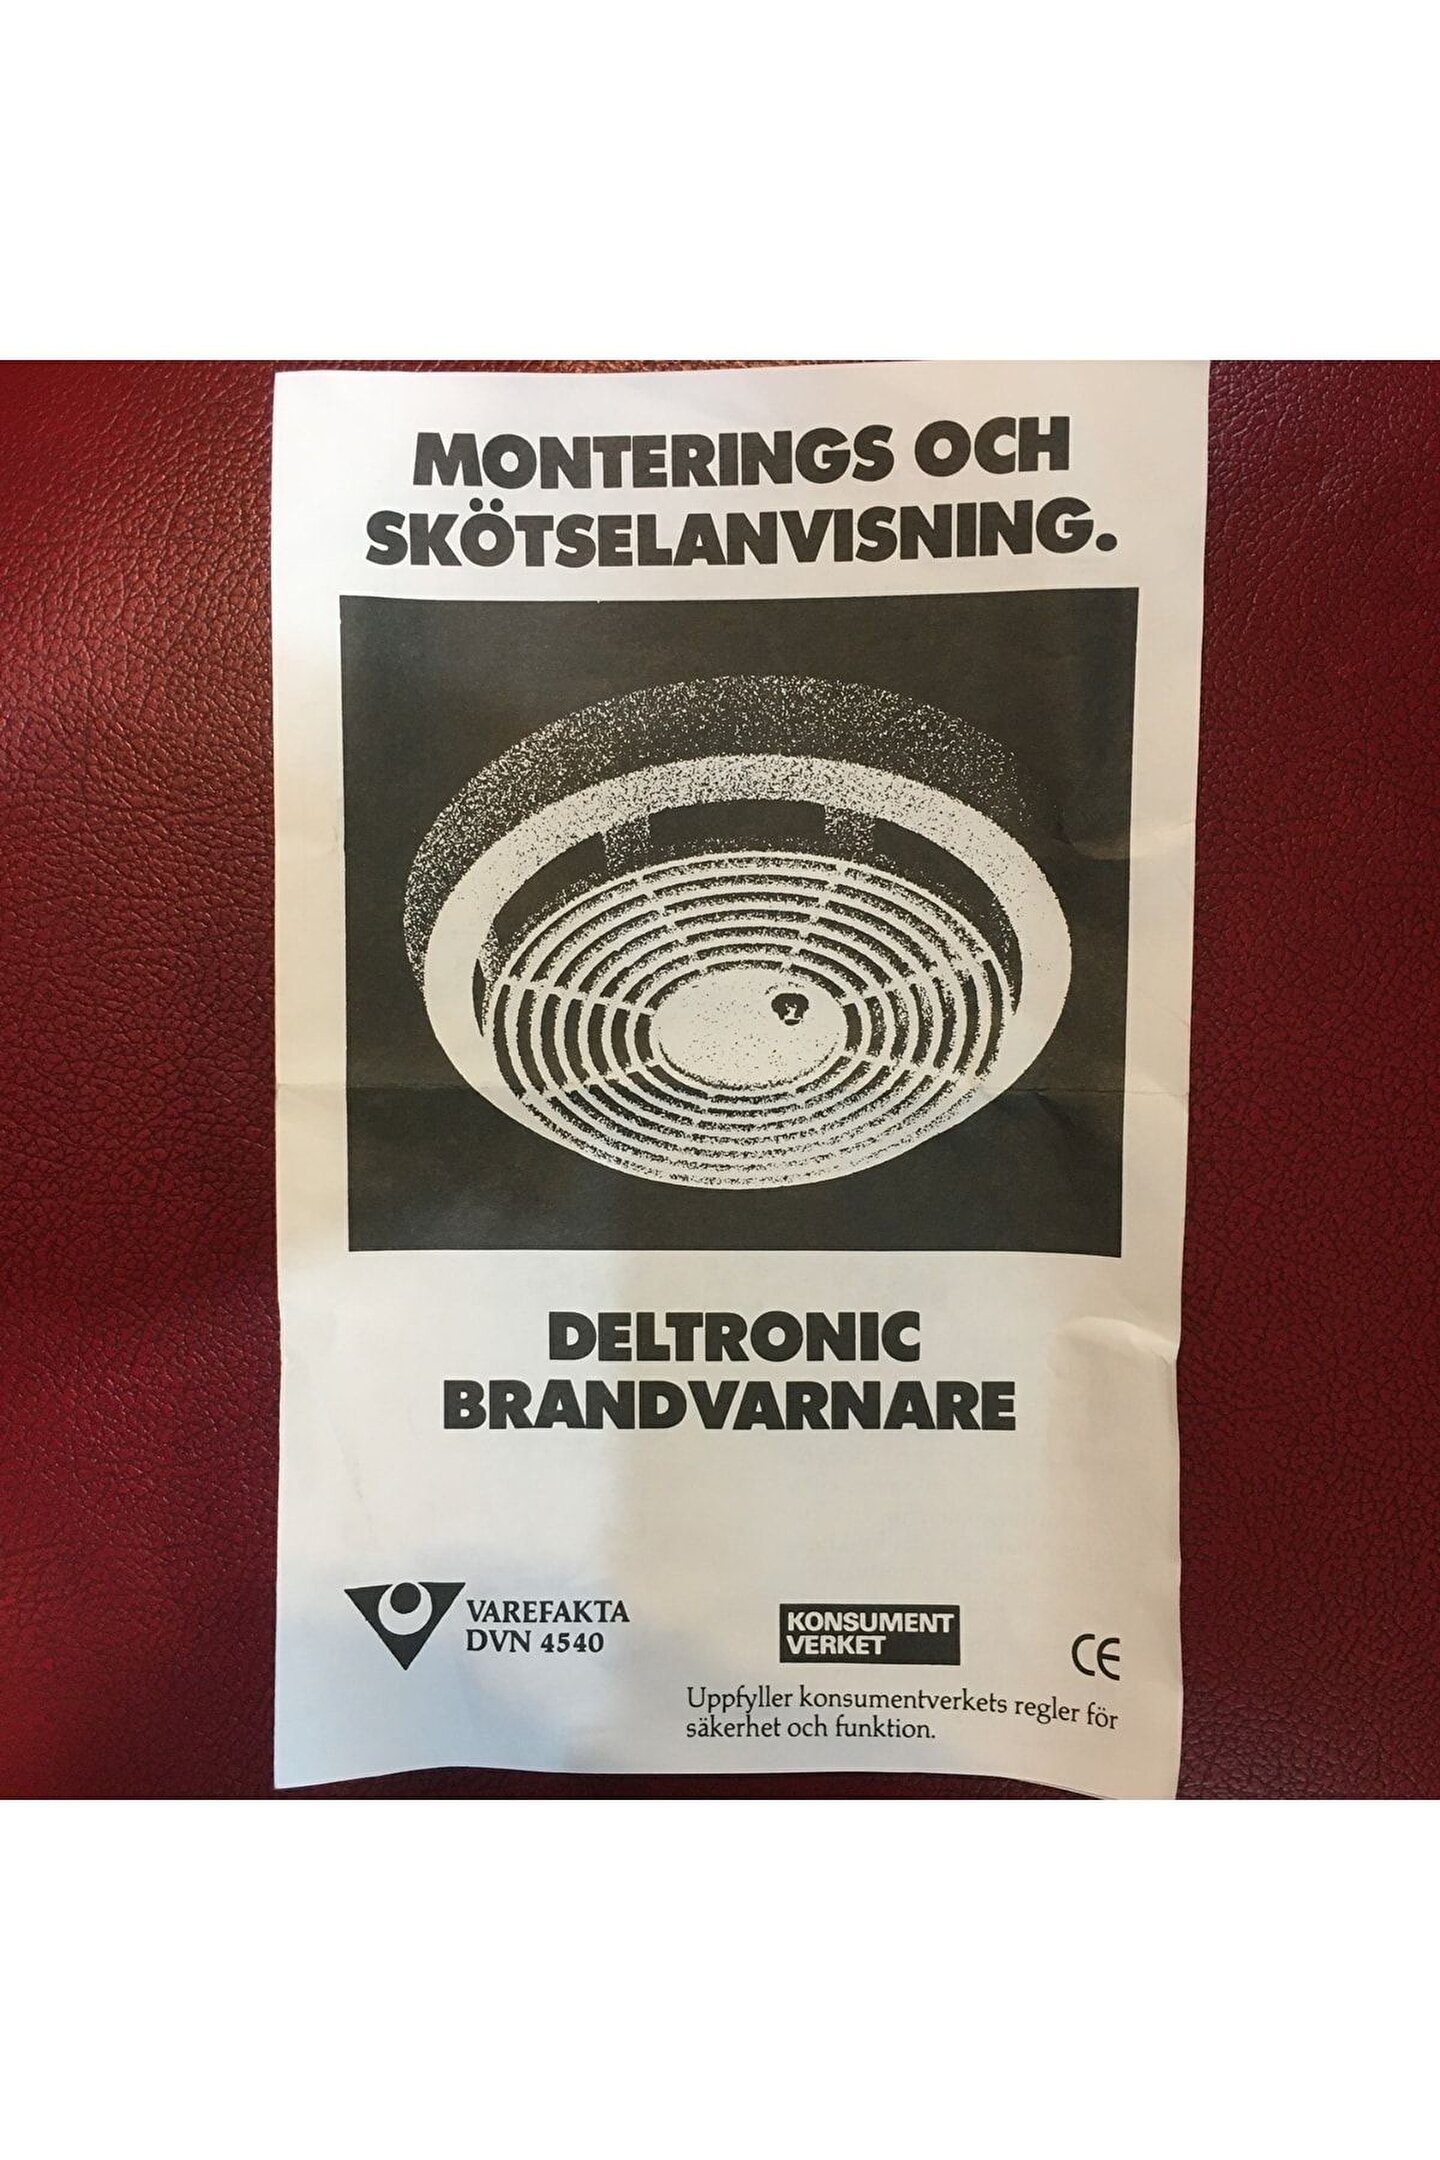 MONTERINGS OCH
SKÖTSELANVISNING.
DELTRONIC
BRANDVARNARE
VAREFAKTA
DVN 4540
KONSUMENT
VERKET
CE
Uppfyller konsumentverkets regler för
säkerhet och funktion.